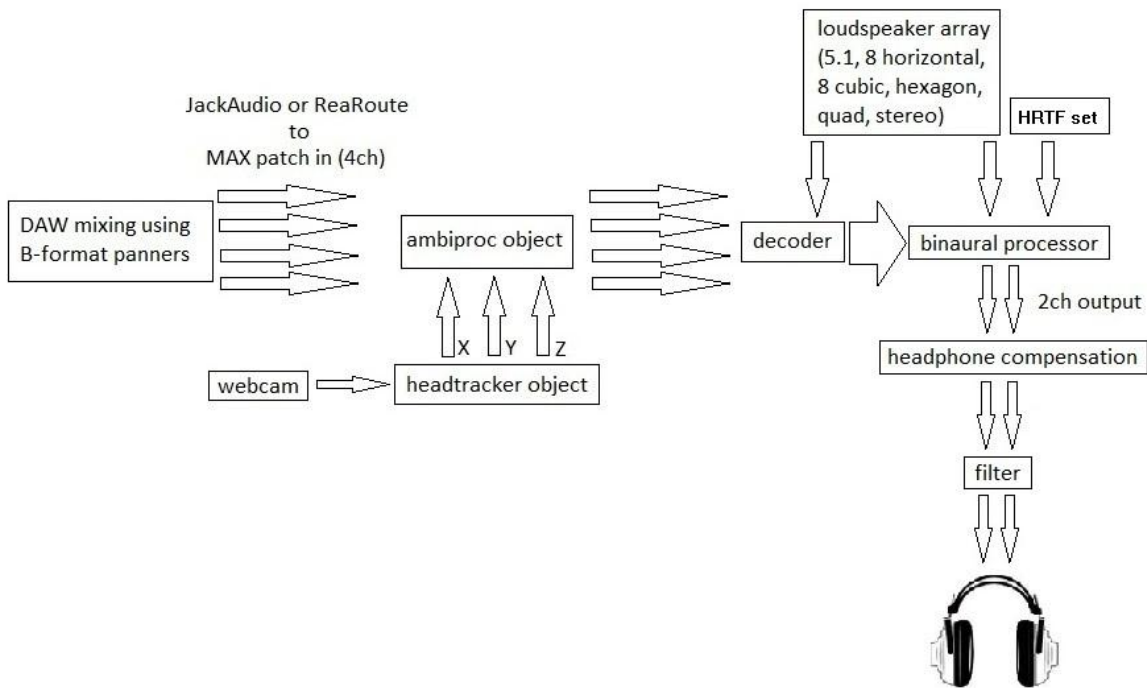 loudspeaker array
(5.1, 8 horizontal,
8 cubic, hexagon,
quad, stereo)
HRTF set
JackAudio or ReaRoute
to
MAX patch in (4ch)
DAW mixing using
B-format panners
ambiproc object
decoder
binaural processor
X Y Z
2ch output
webcam
headtracker object
headphone compensation
filter